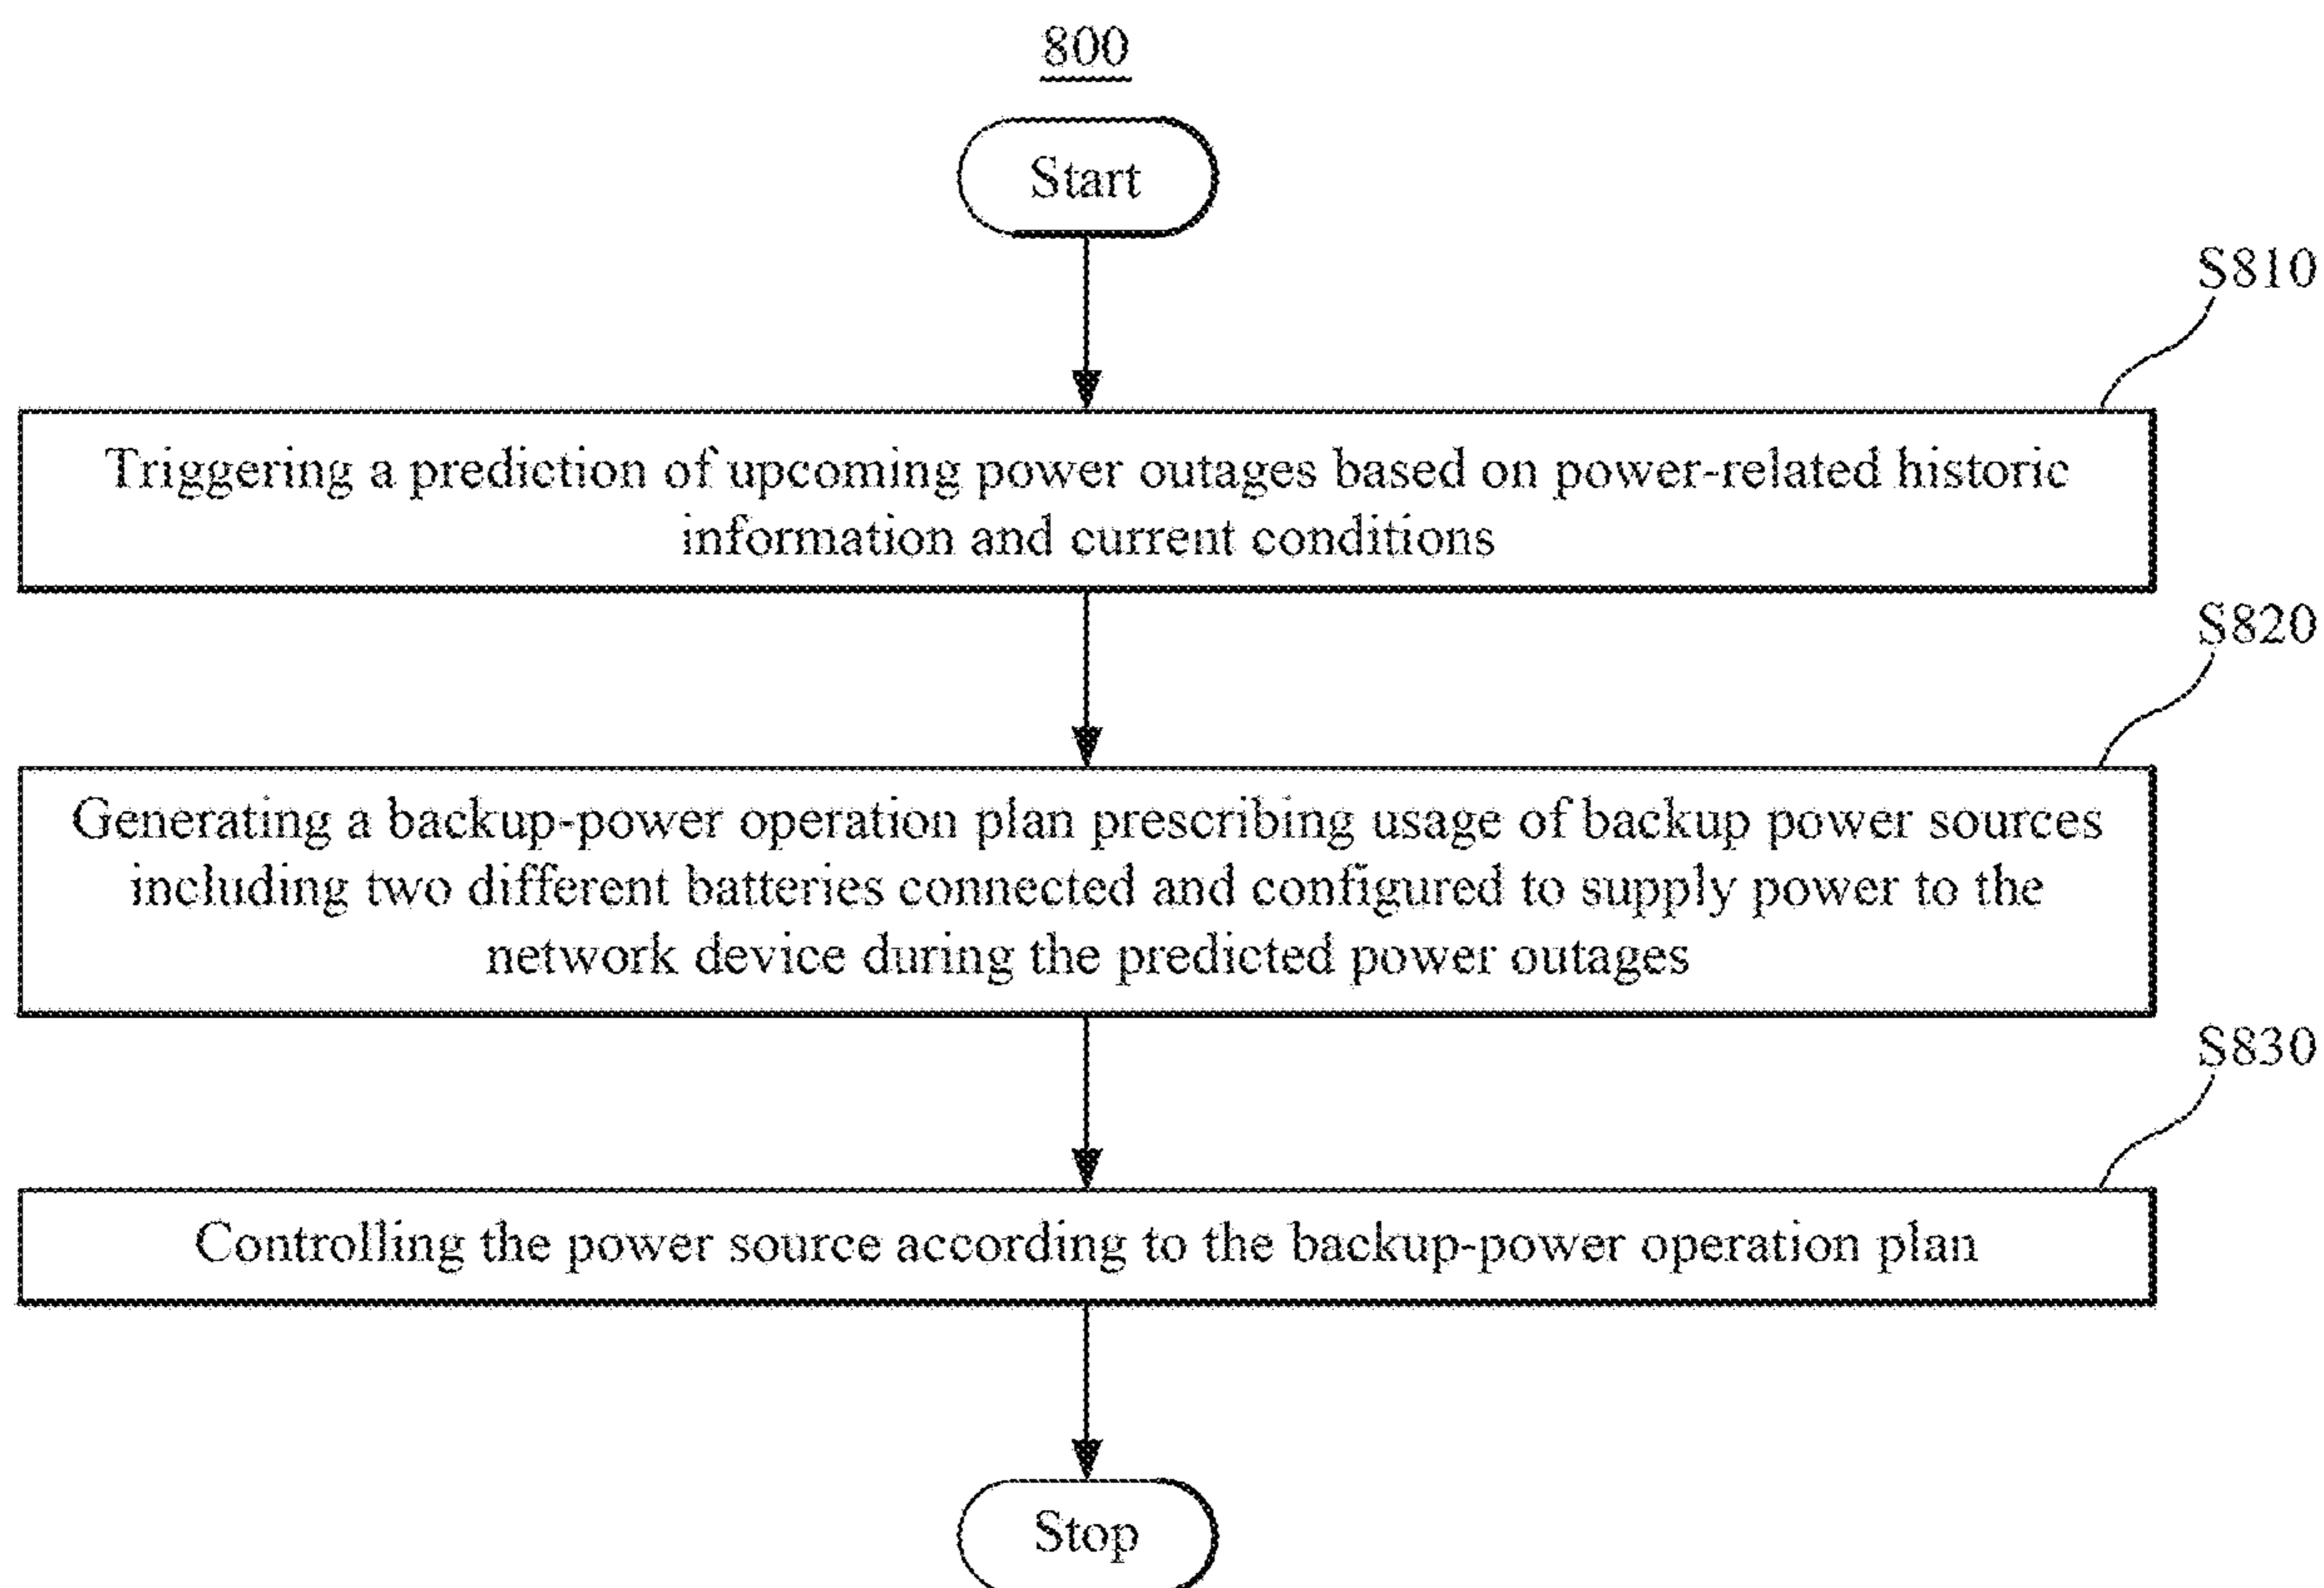 800
Start
S810
Triggering a prediction of upcoming power outages based on power-related historic
information and current conditions
S820
Generating a backup-power operation plan prescribing usage of backup power sources
including two different batteries connected and configured to supply power to the
network device during the predicted power outages
S830
Controlling the power source according to the backup-power operation plan
Stop